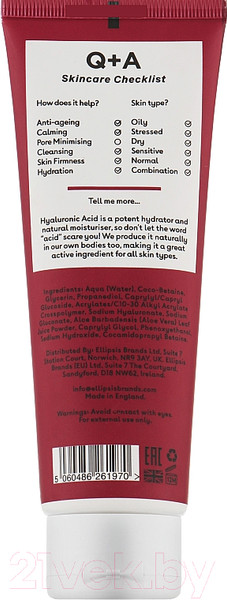 Q+A
Skincare Checklist
How does it help? Skin type?
Anti-ageing Oily
Calming Stressed
Pore Minimising Dry
Cleansing Sensitive
Skin Firmness Normal
Hydration Combination
Tell me more...
Hyaluronic Acid is a potent hydrator and
natural moisturiser, so don't let the word
"acid" scare you! We produce it naturally
in our own bodies too, making it a great
active ingredient for all skin types.
Ingredients: Aqua (Water), Coco-Betaine,
Glycerin, Propanediol, Caprylyl/Capryl
Glucoside, Acrylates/C10-30 Alkyl Acrylate
Crosspolymer, Sodium Hyaluronate, Sodium
Gluconate, Aloe Barbadensis (Aloe Vera) Leaf
Juice Powder, Caprylyl Glycol, Phenoxyethanol,
Sodium Hydroxide, Cocamidopropyl Betaine.
Distributed By: Ellipsis Brands Ltd, Suite 7
Station Court, Norwich, NR9 3AY, UK. Ellipsis
Brands (EU) Ltd, Suite 7 The Courtyard,
Sandyford, D18 NW62, Ireland.
info@ellipsisbrands.com
Made in England.
Warnings: Avoid contact with eyes.
For external use only.
5 060486 261970 >
EAC
21vek.by